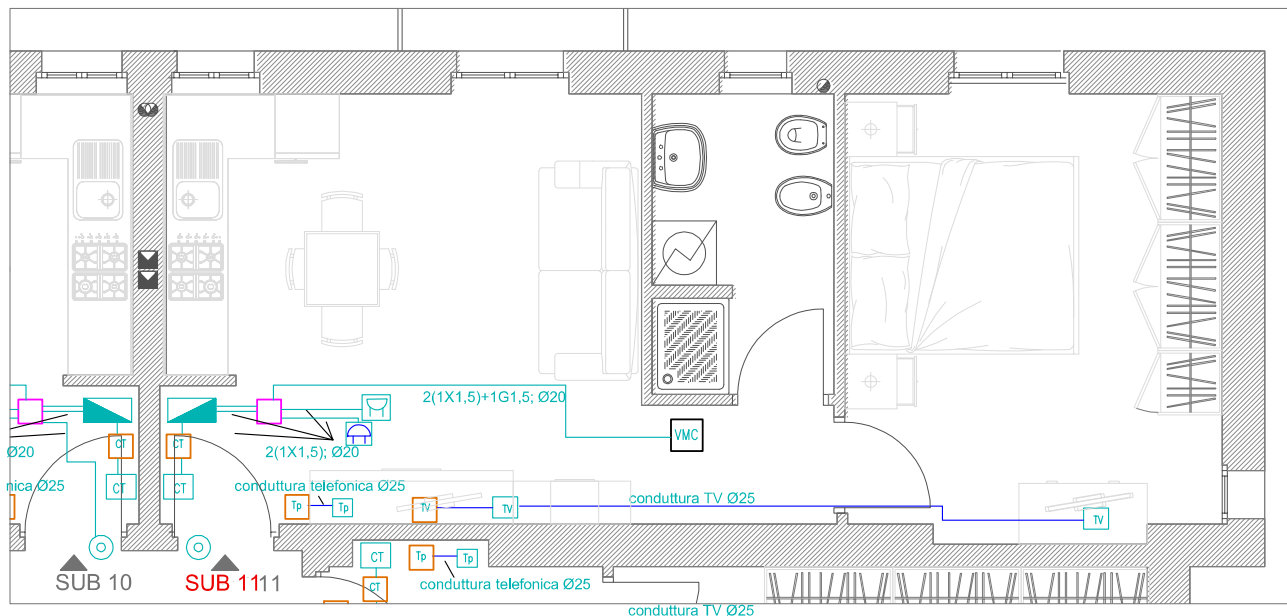 2(1X1,5)+1G1,5; Ø20
VMC
CT
CT
Ø20
2(1X1,5); Ø20
CT
CT
nica Ø25
conduttura telefonica Ø25
conduttura TV Ø25
Tp
Tp
TV
TV
TV
SUB 10
SUB 1111
CT
Tp
Tp
CT
conduttura telefonica Ø25
conduttura TV Ø25